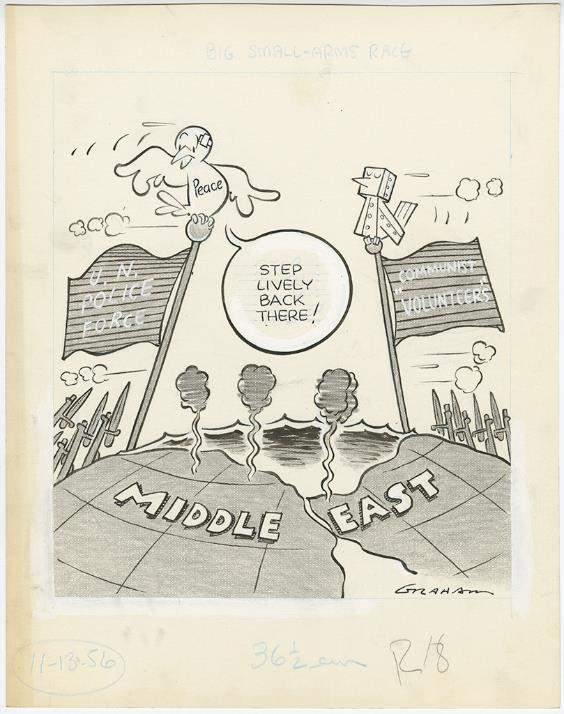 BIG SMALL-ARMS RACE
Peace
U.N.
POLICE
FORCE
STEP
LIVELY
BACK
THERE!
COMMUNIST
"VOLUNTEERS"
MIDDLE EAST
GRAHAM
11-13-56
36½ em
R18